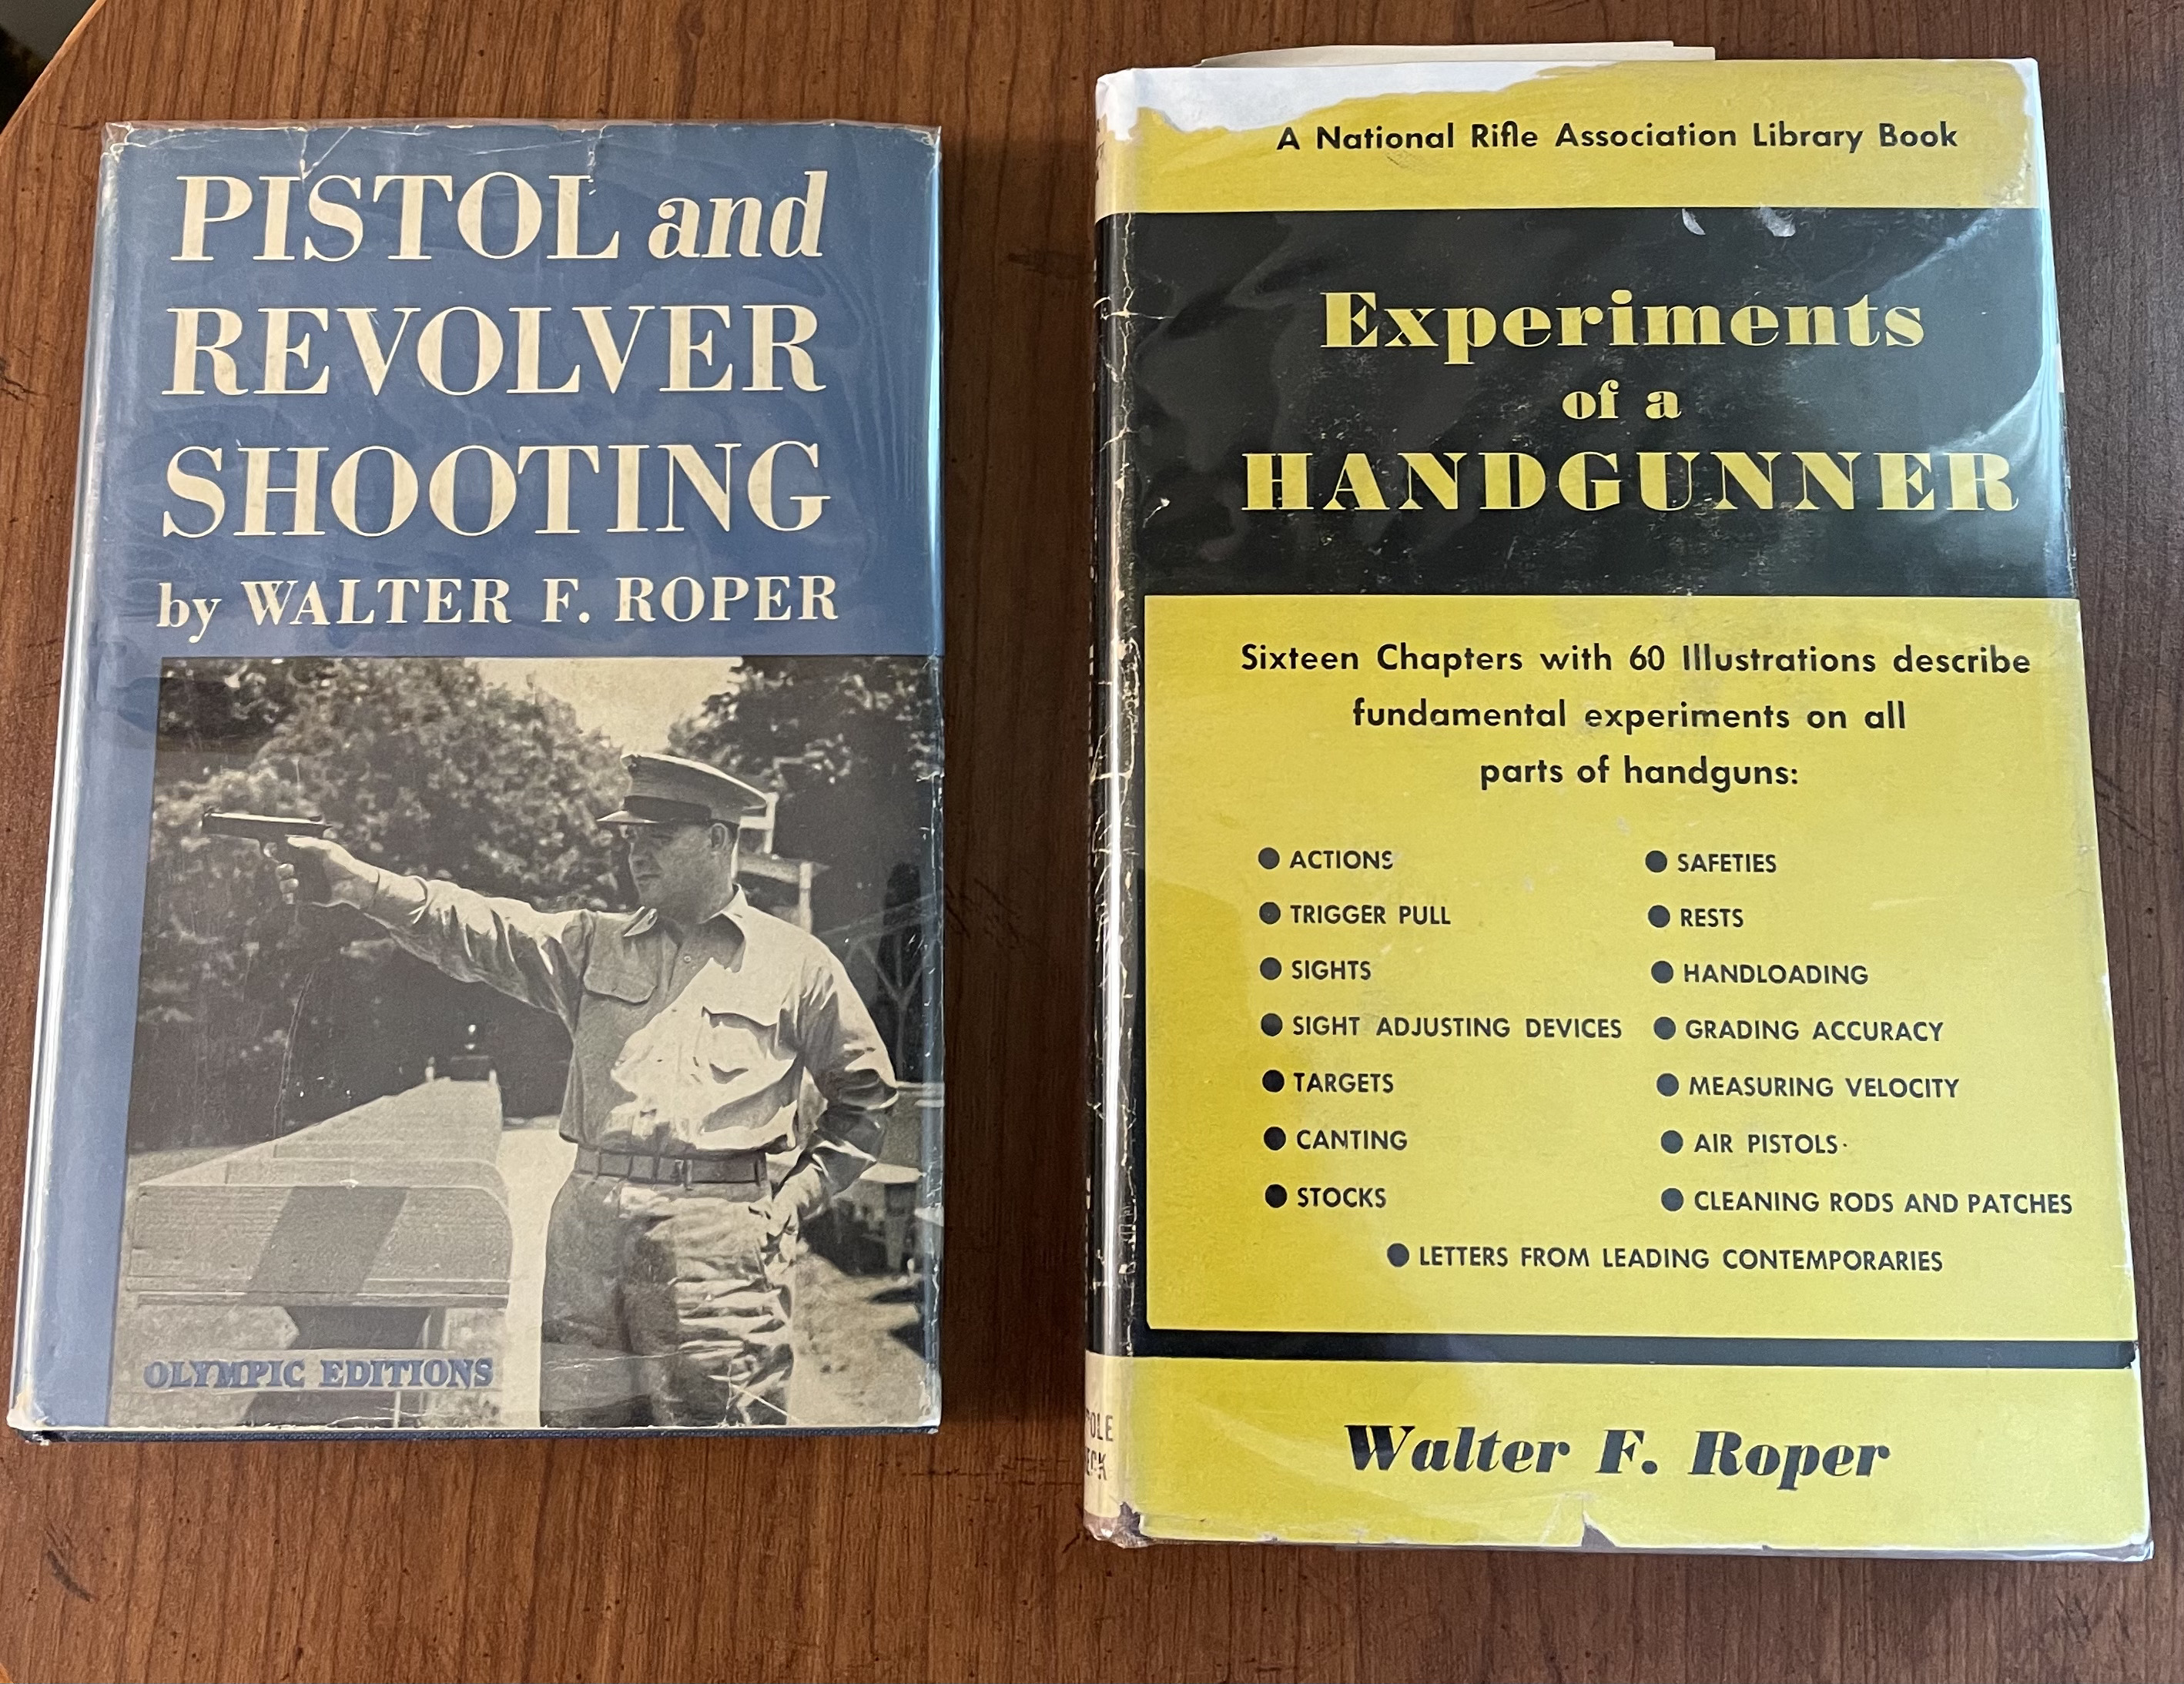 PISTOL and
REVOLVER
SHOOTING
by WALTER F. ROPER
OLYMPIC EDITIONS
A National Rifle Association Library Book
Experiments
of a
HANDGUNNER
Sixteen Chapters with 60 Illustrations describe
fundamental experiments on all
parts of handguns:
● ACTIONS
● TRIGGER PULL
● SIGHTS
● SIGHT ADJUSTING DEVICES
● TARGETS
● CANTING
● STOCKS
● SAFETIES
● RESTS
● HANDLOADING
● GRADING ACCURACY
● MEASURING VELOCITY
● AIR PISTOLS
● CLEANING RODS AND PATCHES
● LETTERS FROM LEADING CONTEMPORARIES
Walter F. Roper